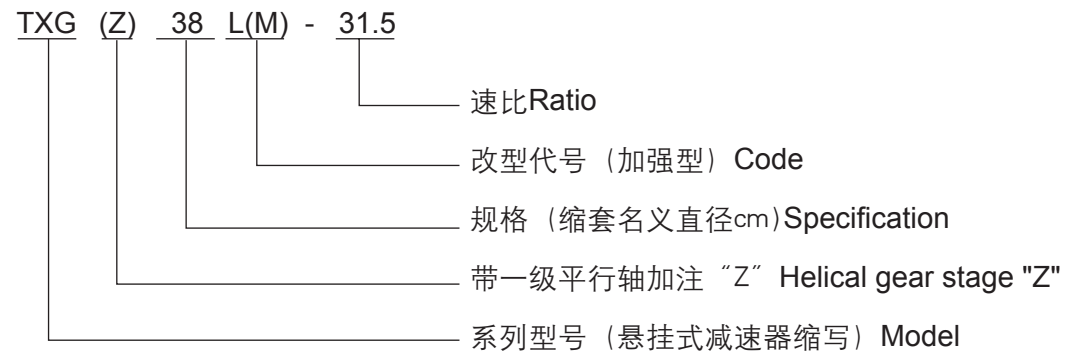 TXG (Z) 38 L(M) - 31.5
速比Ratio
改型代号（加强型）Code
规格（缩套名义直径cm)Specification
带一级平行轴加注“Z”Helical gear stage "Z"
系列型号（悬挂式减速器缩写）Model